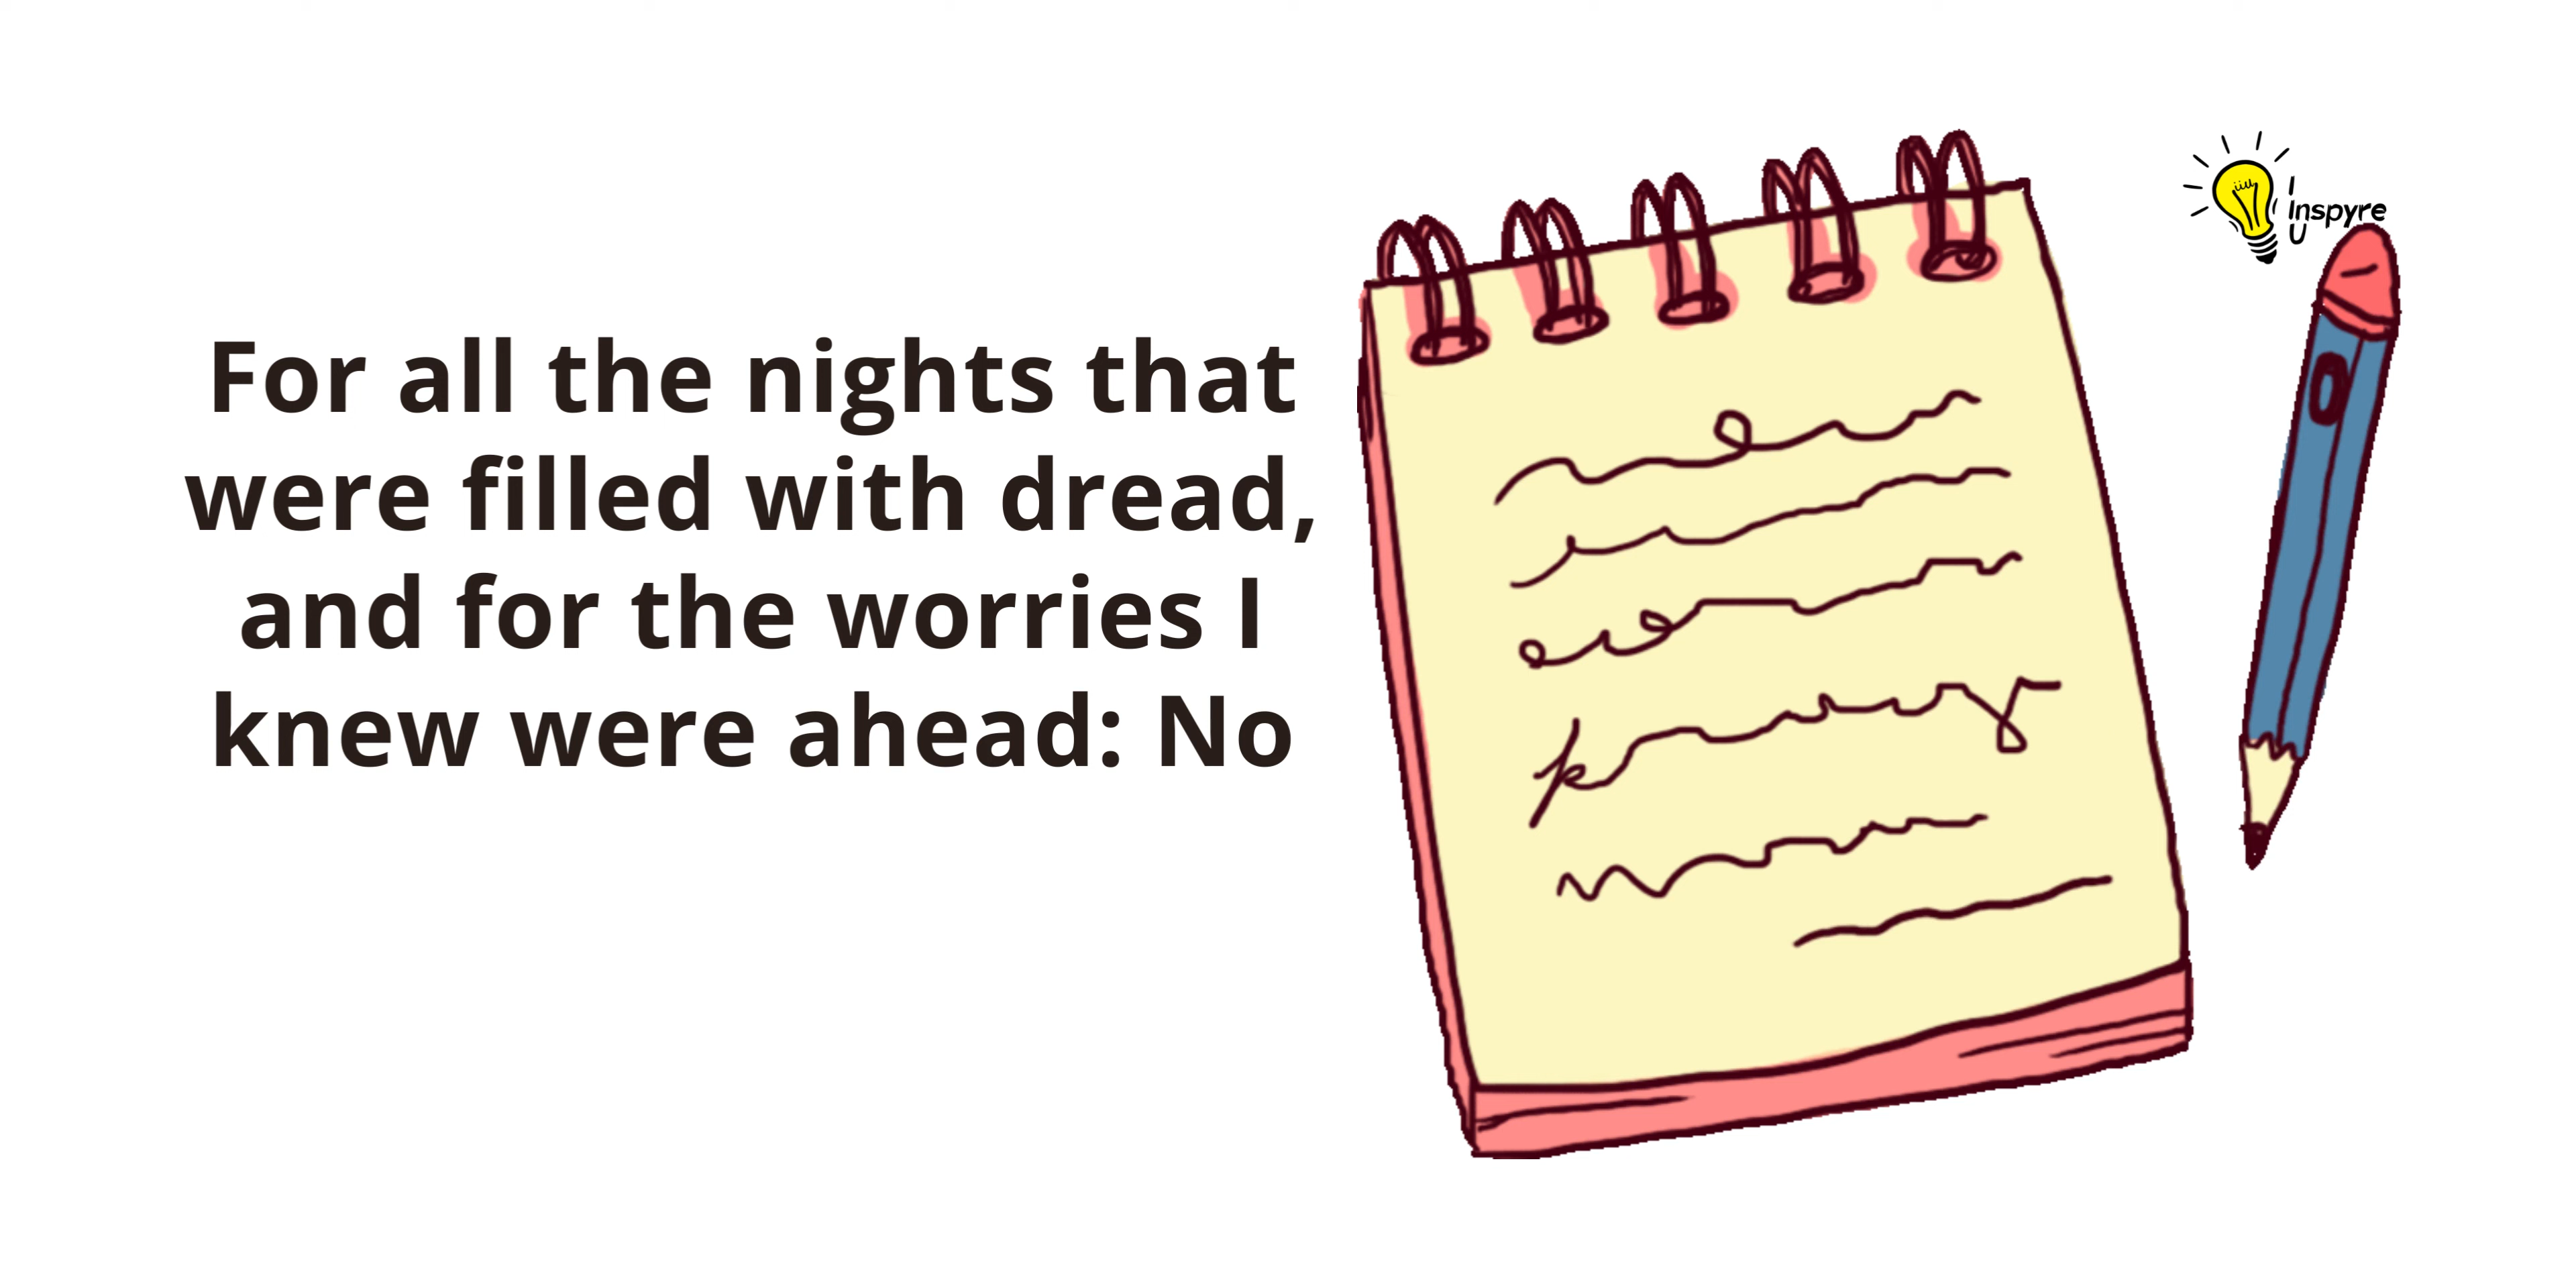 For all the nights that
were filled with dread,
and for the worries I
knew were ahead: No
I
Inspyre
U